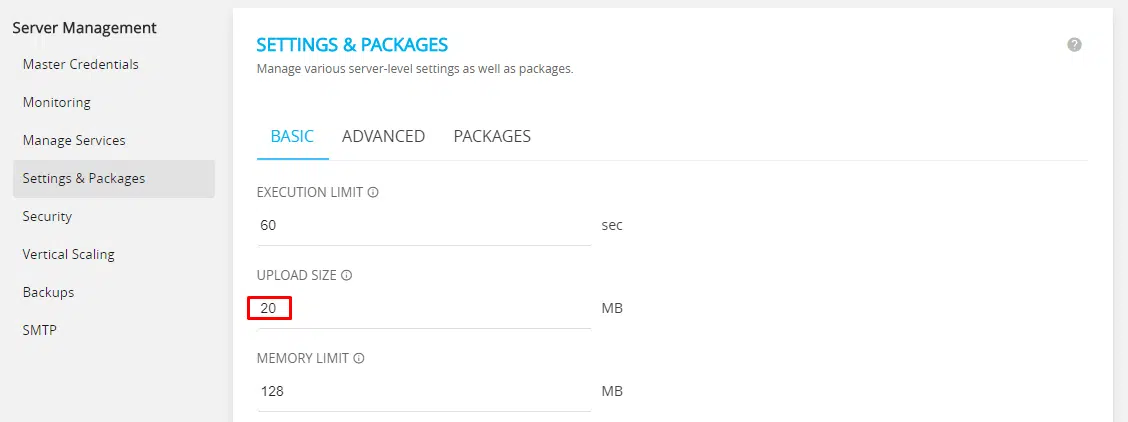 Server Management
Master Credentials
Monitoring
Manage Services
Settings & Packages
Security
Vertical Scaling
Backups
SMTP
SETTINGS & PACKAGES
?
Manage various server-level settings as well as packages.
BASIC ADVANCED PACKAGES
EXECUTION LIMIT
60 sec
UPLOAD SIZE
20 MB
MEMORY LIMIT
128 MB